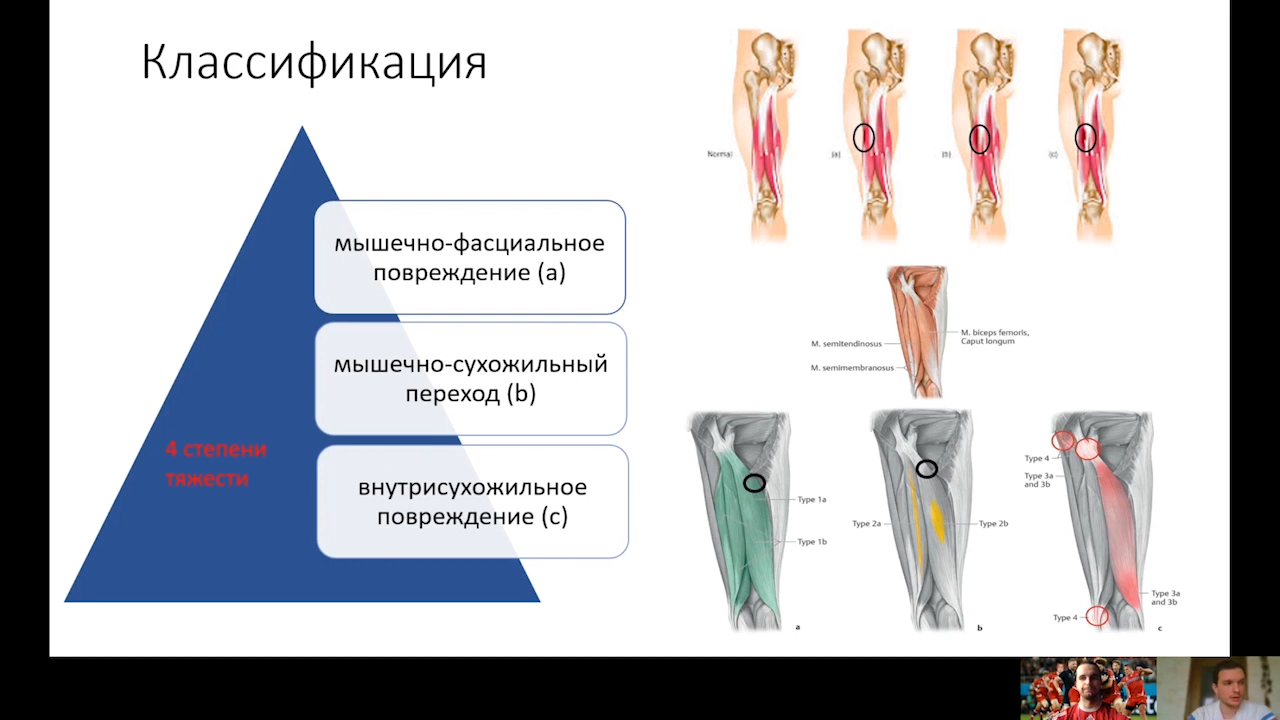 Классификация
мышечно-фасциальное
повреждение (a)
мышечно-сухожильный
переход (b)
4 степени
тяжести
внутрисухожильное
повреждение (c)
Normal
(a)
(b)
(c)
M. semitendinosus
M. semimembranosus
M. biceps femoris,
Caput longum
Type 1a
Type 1b
a
Type 2a
Type 2b
b
Type 4
Type 3a
and 3b
Type 3a
and 3b
Type 4
c